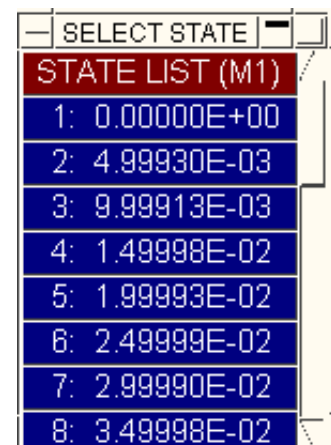 SELECT STATE
STATE LIST (M1)
1: 0.00000E+00
2: 4.99930E-03
3: 9.99913E-03
4: 1.49998E-02
5: 1.99993E-02
6: 2.49999E-02
7: 2.99990E-02
8: 3.49998E-02